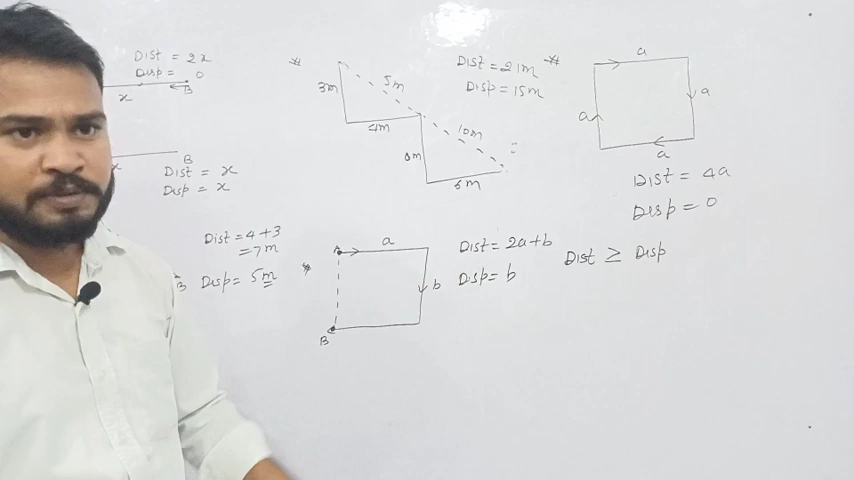 Dist = 2x
Disp = 0
x
B
B
Dist = x
Disp = x
Dist = 4+3
= 7m
Disp = 5m
B
*
3m
5m
4m
10m
8m
6m
Dist = 21m
Disp = 15m
*
a
a
a
a
Dist = 4a
Disp = 0
*
A
a
b
B
Dist = 2a+b
Disp = b
Dist ≥ Disp